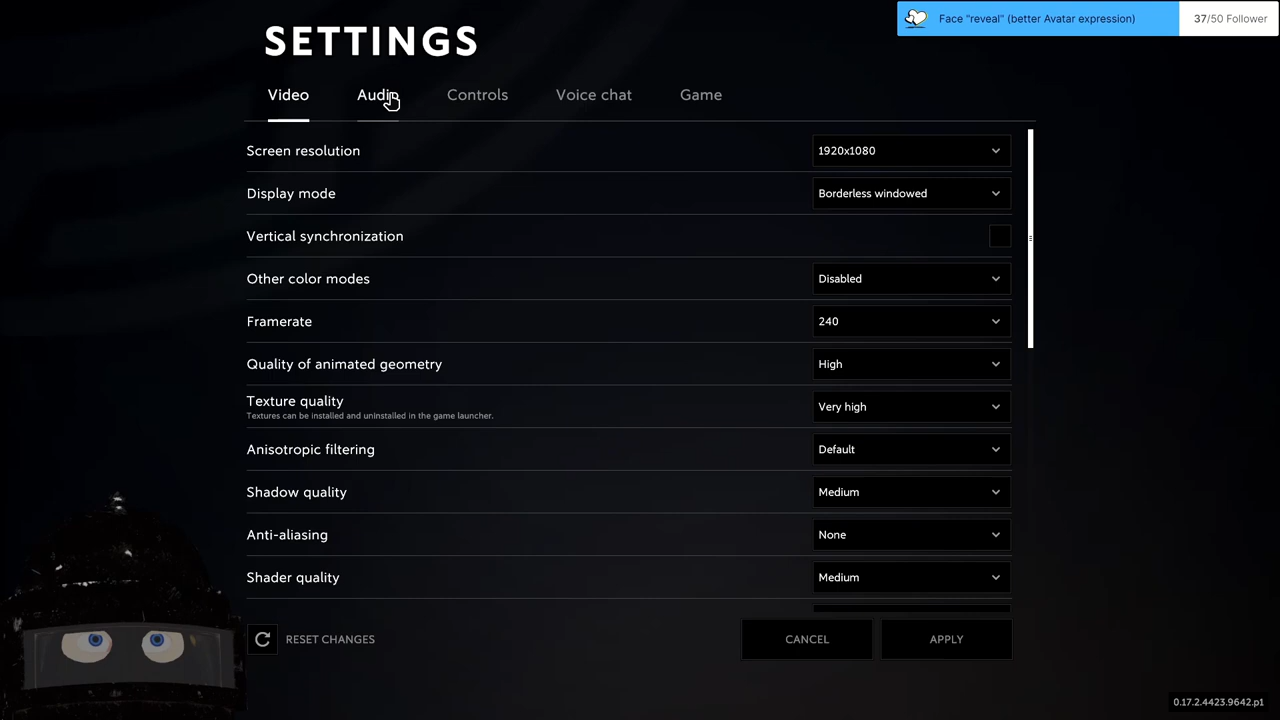 Face "reveal" (better Avatar expression)
37/50 Follower
SETTINGS
Video Audio Controls Voice chat Game
Screen resolution 1920x1080
Display mode Borderless windowed
Vertical synchronization
Other color modes Disabled
Framerate 240
Quality of animated geometry High
Texture quality Very high
Textures can be installed and uninstalled in the game launcher.
Anisotropic filtering Default
Shadow quality Medium
Anti-aliasing None
Shader quality Medium
RESET CHANGES CANCEL APPLY
0.17.2.4423.9642.p1